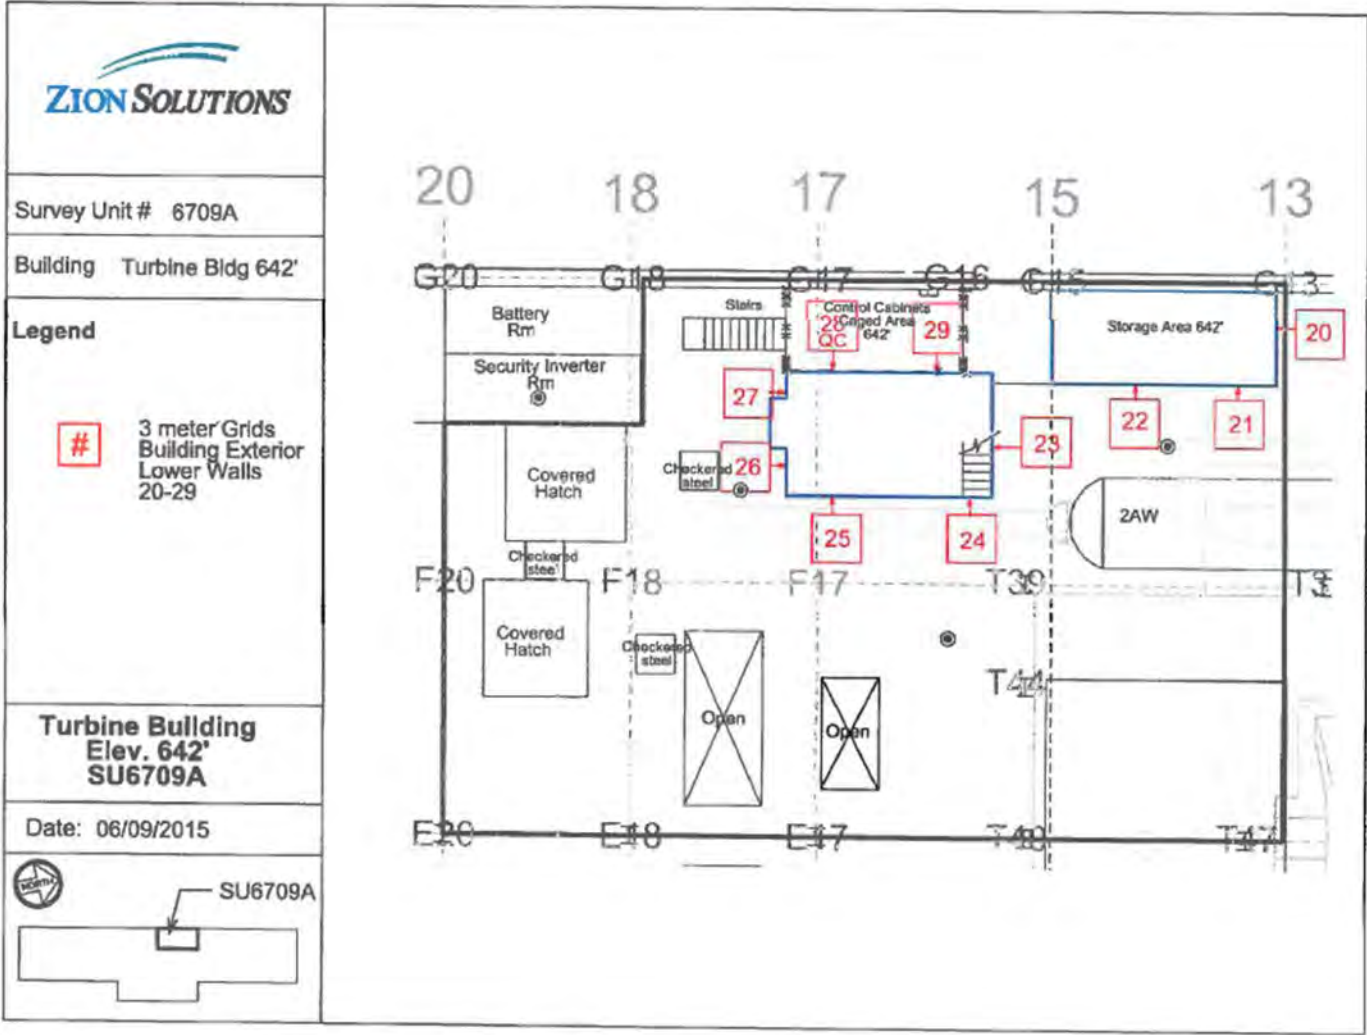 ZION SOLUTIONS
Survey Unit # 6709A
Building Turbine Bldg 642'
Legend
#
3 meter Grids
Building Exterior
Lower Walls
20-29
Turbine Building
Elev. 642'
SU6709A
Date: 06/09/2015
NORTH
SU6709A
20 18 17 15 13
G20 G18 G17 G16 G15 G13
Battery
Rm
Security Inverter
Rm
Stairs
Control Cabinets
Caged Area
642'
28
QC
29
Storage Area 642'
20
27
22
21
23
26
Checkered
steel
Covered
Hatch
25
24
2AW
Checkered
steel
F20 F18 F17 T39
Covered
Hatch
Checkered
steel
T44
Open
Open
E20 E18 E17 T48 T47